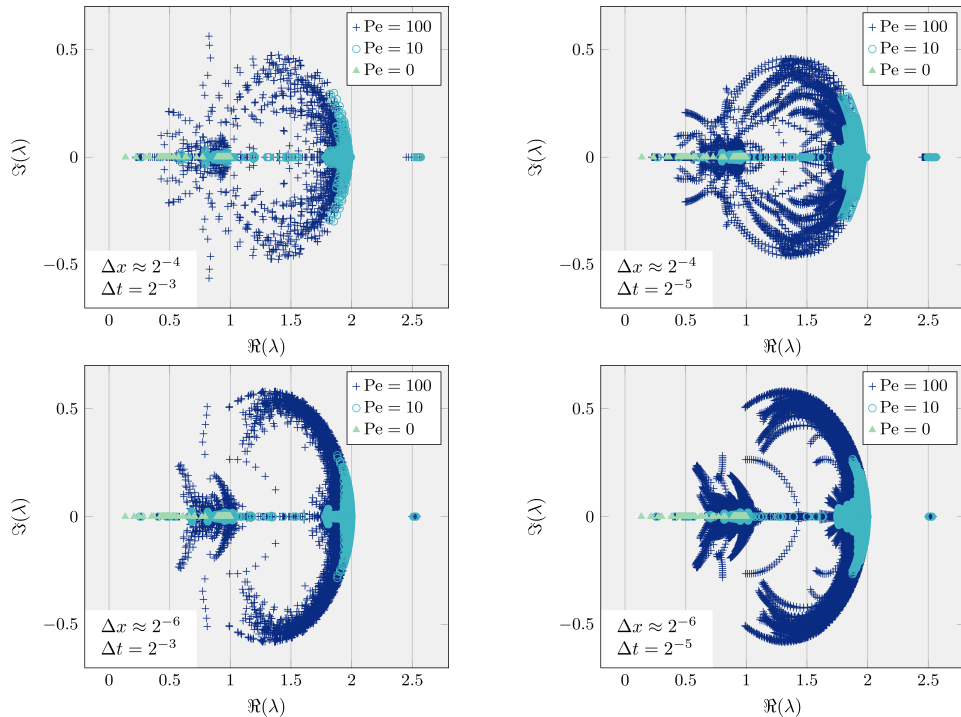 0.5
0
−0.5
ℑ(λ)
Pe = 100
Pe = 10
Pe = 0
Δx ≈ 2⁻⁴
Δt = 2⁻³
0 0.5 1 1.5 2 2.5
ℜ(λ)
0.5
0
−0.5
ℑ(λ)
Pe = 100
Pe = 10
Pe = 0
Δx ≈ 2⁻⁴
Δt = 2⁻⁵
0 0.5 1 1.5 2 2.5
ℜ(λ)
0.5
0
−0.5
ℑ(λ)
Pe = 100
Pe = 10
Pe = 0
Δx ≈ 2⁻⁶
Δt = 2⁻³
0 0.5 1 1.5 2 2.5
ℜ(λ)
0.5
0
−0.5
ℑ(λ)
Pe = 100
Pe = 10
Pe = 0
Δx ≈ 2⁻⁶
Δt = 2⁻⁵
0 0.5 1 1.5 2 2.5
ℜ(λ)